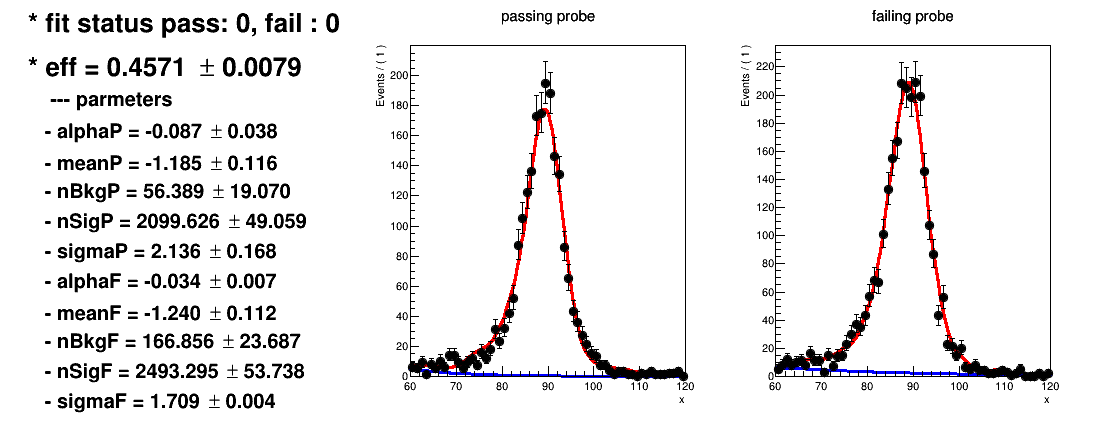 * fit status pass: 0, fail : 0
* eff = 0.4571 ± 0.0079
--- parmeters
- alphaP = -0.087 ± 0.038
- meanP = -1.185 ± 0.116
- nBkgP = 56.389 ± 19.070
- nSigP = 2099.626 ± 49.059
- sigmaP = 2.136 ± 0.168
- alphaF = -0.034 ± 0.007
- meanF = -1.240 ± 0.112
- nBkgF = 166.856 ± 23.687
- nSigF = 2493.295 ± 53.738
- sigmaF = 1.709 ± 0.004
passing probe
Events / ( 1 )
200
180
160
140
120
100
80
60
40
20
0
60 70 80 90 100 110 120
x
failing probe
Events / ( 1 )
220
200
180
160
140
120
100
80
60
40
20
0
60 70 80 90 100 110 120
x